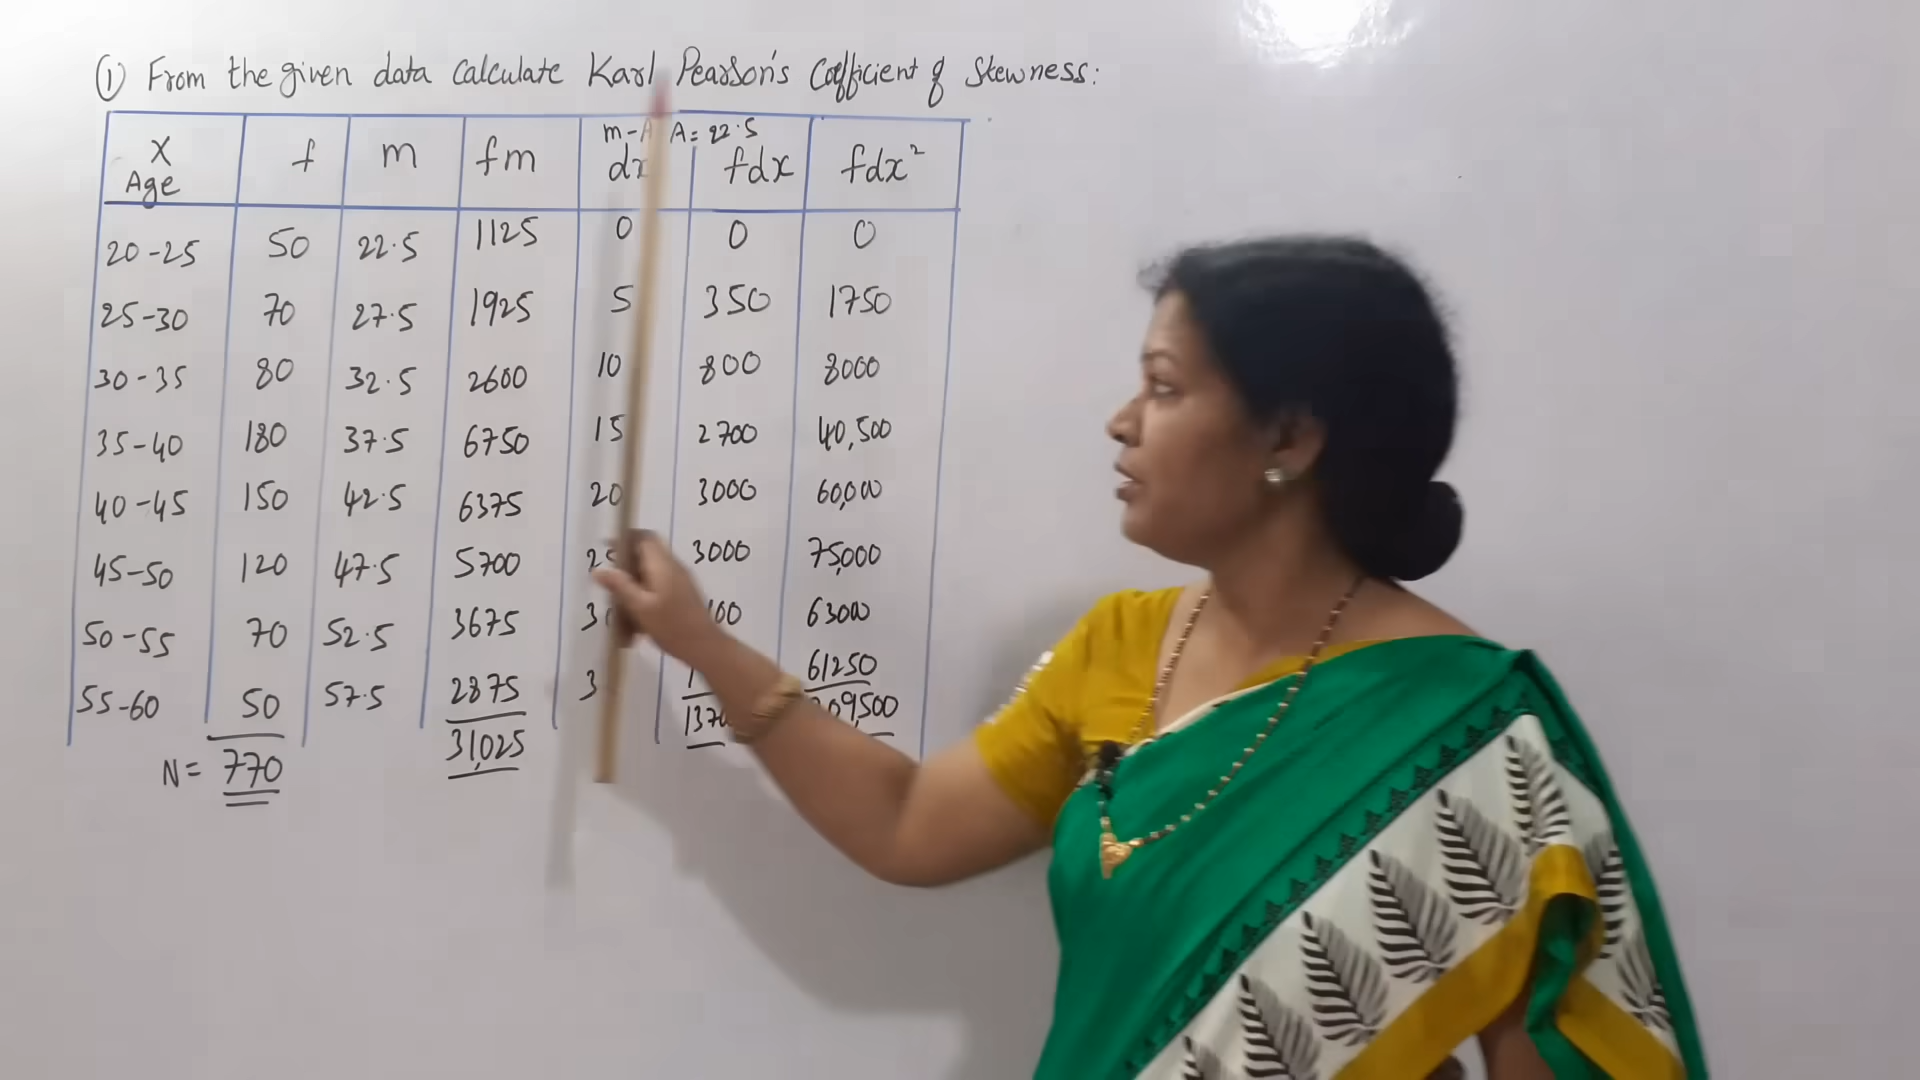 ① From the given data calculate Karl Pearson's Coefficient of Skewness:
m-A A= 22.5
X Age f m fm dx fdx fdx²
20-25 50 22.5 1125 0 0 0
25-30 70 27.5 1925 5 350 1750
30-35 80 32.5 2600 10 800 8000
35-40 180 37.5 6750 15 2700 40,500
40-45 150 42.5 6375 20 3000 60,000
45-50 120 47.5 5700 3000 75,000
50-55 70 52.5 3675 63000
55-60 50 57.5 2875 61250
N= 770 31,025